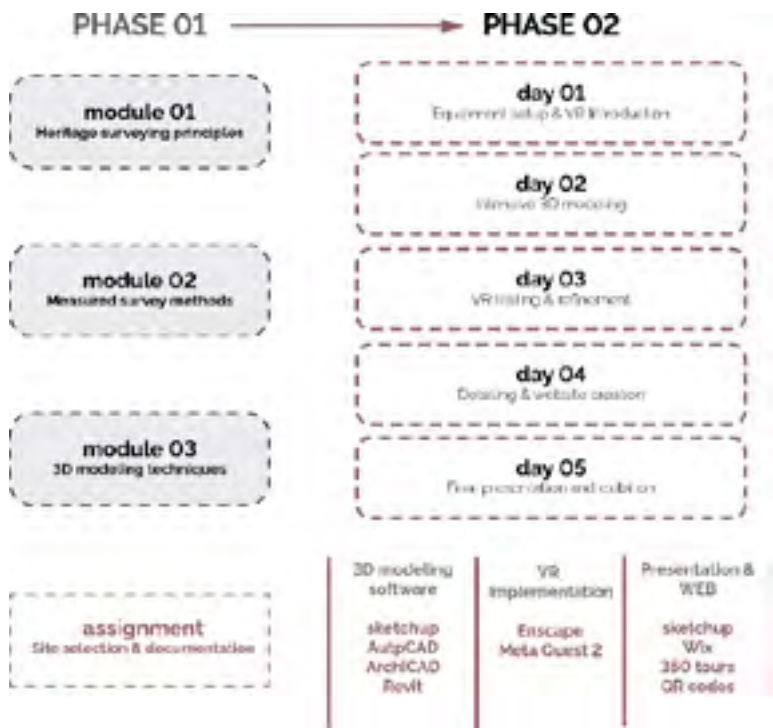 PHASE 01
PHASE 02
module 01
Heritage surveying principles
module 02
Measured survey methods
module 03
3D modeling techniques
assignment
Site selection & documentation
day 01
Equipment setup & VR Introduction
day 02
Intensive 3D modeling
day 03
VR testing & refinement
day 04
Detailing & website creation
day 05
Final presentation and
3D modeling
software
sketchup
AutpCAD
ArchiCAD
Revit
VR
Implementation
Enscape
Meta Quest 2
Presentation &
WEB
sketchup
Wix
360 tours
QR codes